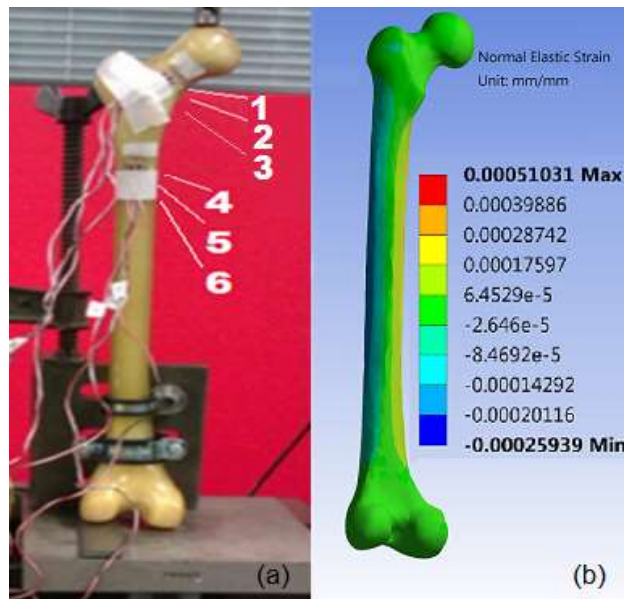 1
2
3
4
5
6
(a)
Normal Elastic Strain
Unit: mm/mm
0.00051031 Max
0.00039886
0.00028742
0.00017597
6.4529e-5
-2.646e-5
-8.4692e-5
-0.00014292
-0.00020116
-0.00025939 Min
(b)